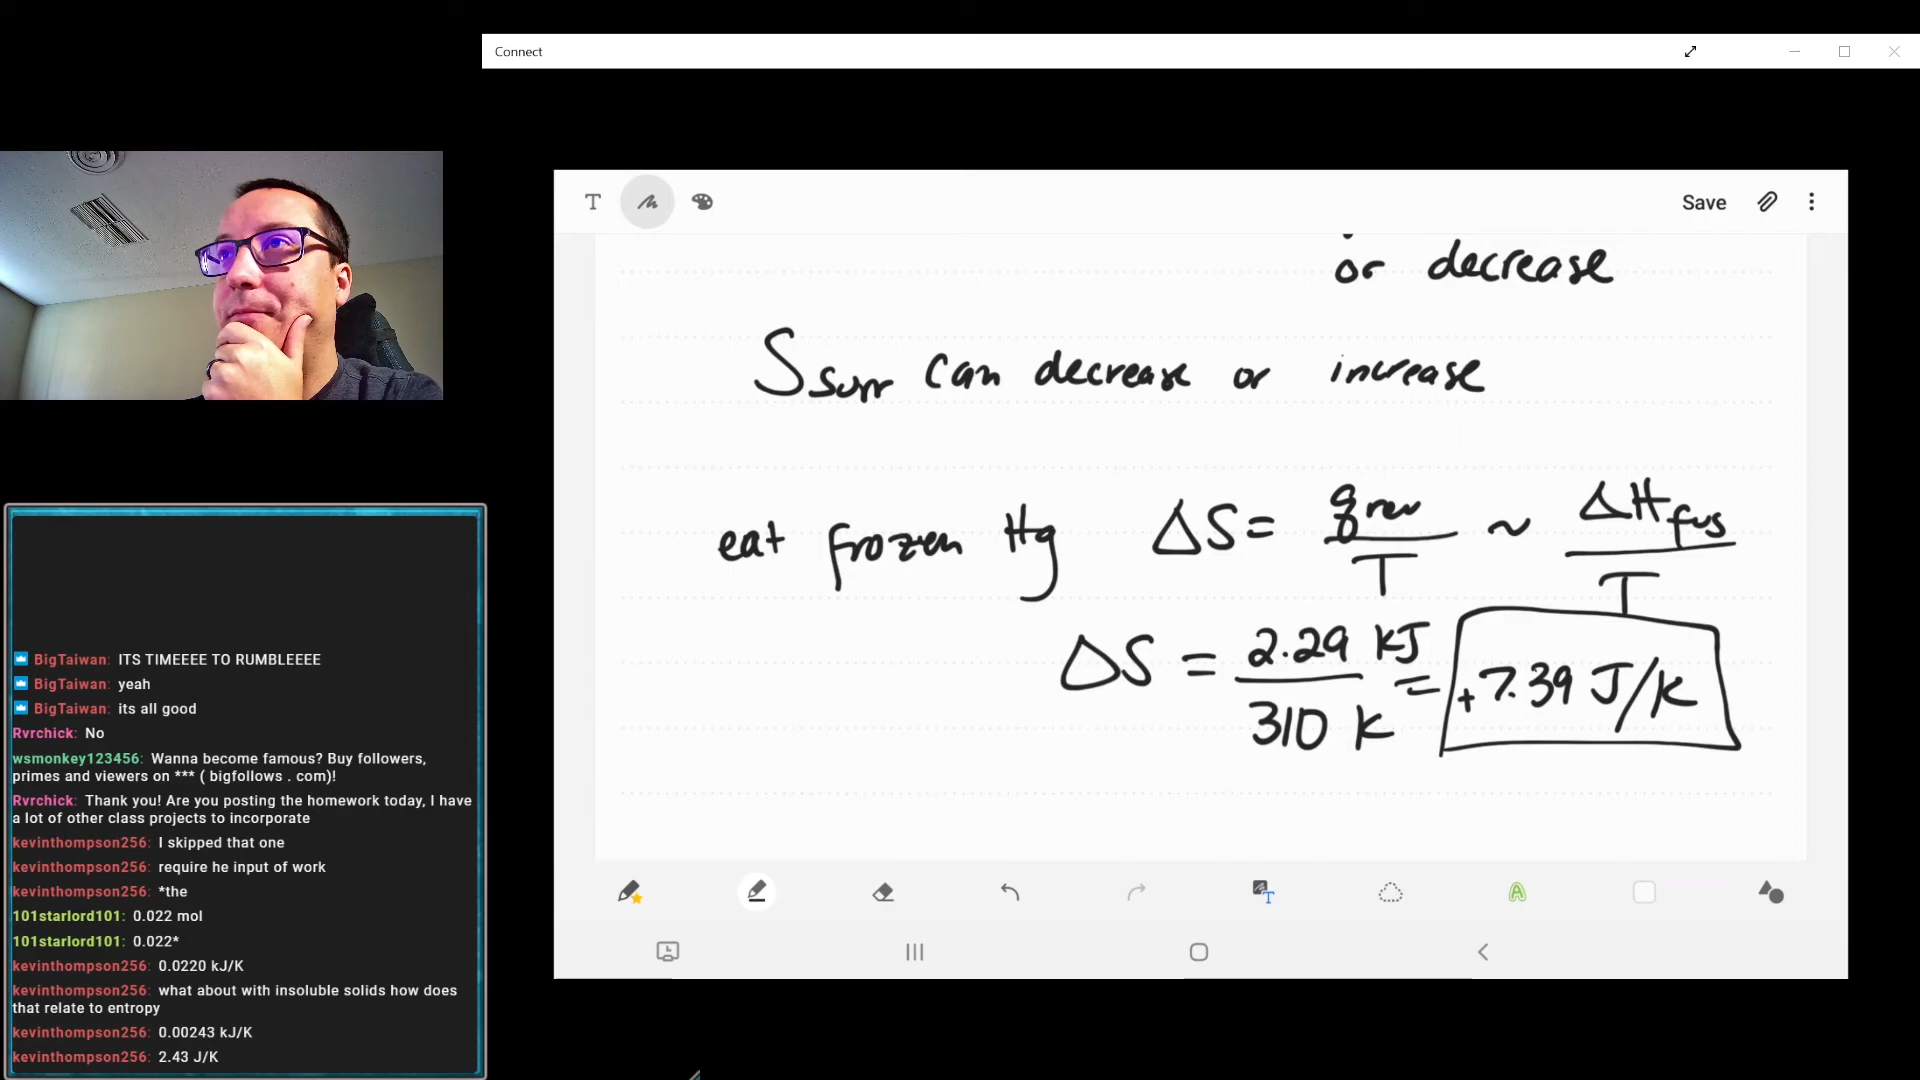 Connect
T
Save
or decrease
Ssurr can decrease or increase
eat frozen Hg ΔS = qrev / T ~ ΔHfus / T
ΔS = 2.29 kJ / 310 K = +7.39 J/K
BigTaiwan: ITS TIMEEEE TO RUMBLEEEE
BigTaiwan: yeah
BigTaiwan: its all good
Rvrchick: No
wsmonkey123456: Wanna become famous? Buy followers,
primes and viewers on *** ( bigfollows . com)!
Rvrchick: Thank you! Are you posting the homework today, I have
a lot of other class projects to incorporate
kevinthompson256: I skipped that one
kevinthompson256: require he input of work
kevinthompson256: *the
101starlord101: 0.022 mol
101starlord101: 0.022*
kevinthompson256: 0.0220 kJ/K
kevinthompson256: what about with insoluble solids how does
that relate to entropy
kevinthompson256: 0.00243 kJ/K
kevinthompson256: 2.43 J/K